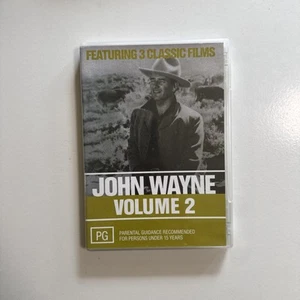 FEATURING 3 CLASSIC FILMS
JOHN WAYNE
VOLUME 2
PG
PARENTAL GUIDANCE RECOMMENDED
FOR PERSONS UNDER 15 YEARS